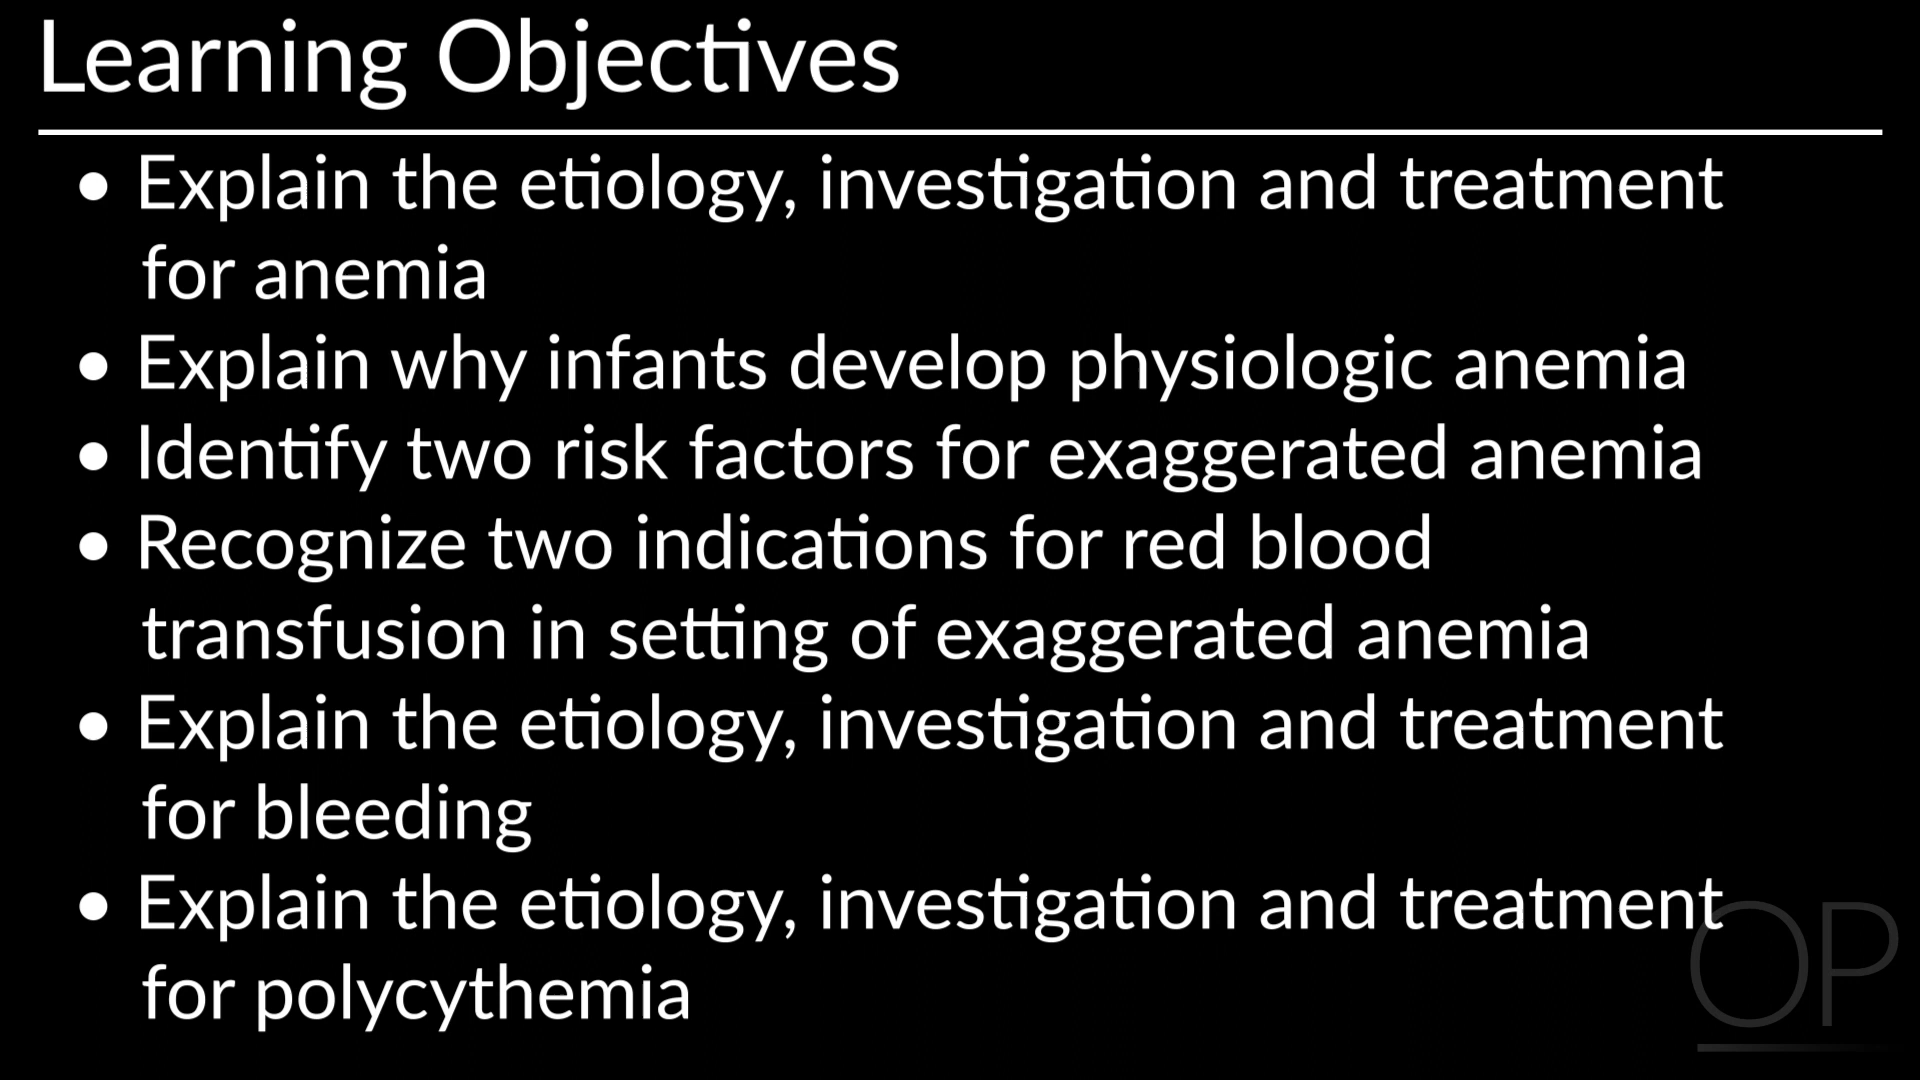 Learning Objectives
• Explain the etiology, investigation and treatment
for anemia
• Explain why infants develop physiologic anemia
• Identify two risk factors for exaggerated anemia
• Recognize two indications for red blood
transfusion in setting of exaggerated anemia
• Explain the etiology, investigation and treatment
for bleeding
• Explain the etiology, investigation and treatment
for polycythemia
OP